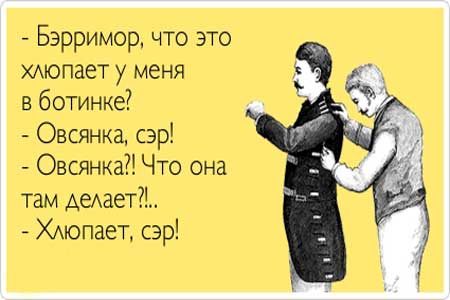 - Бэрримор, что это
хлюпает у меня
в ботинке?
- Овсянка, сэр!
- Овсянка?! Что она
там делает?!..
- Хлюпает, сэр!